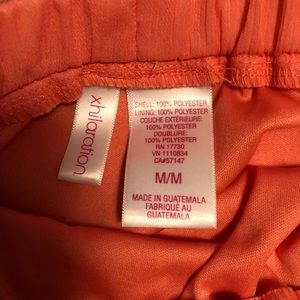 xhilaration
SHELL: 100% POLYESTER
LINING: 100% POLYESTER
COUCHE EXTÉRIEURE:
100% POLYESTER
DOUBLURE:
100% POLYESTER
RN 17730
VN 1110834
CA#57147
M/M
MADE IN GUATEMALA
FABRIQUÉ AU
GUATEMALA